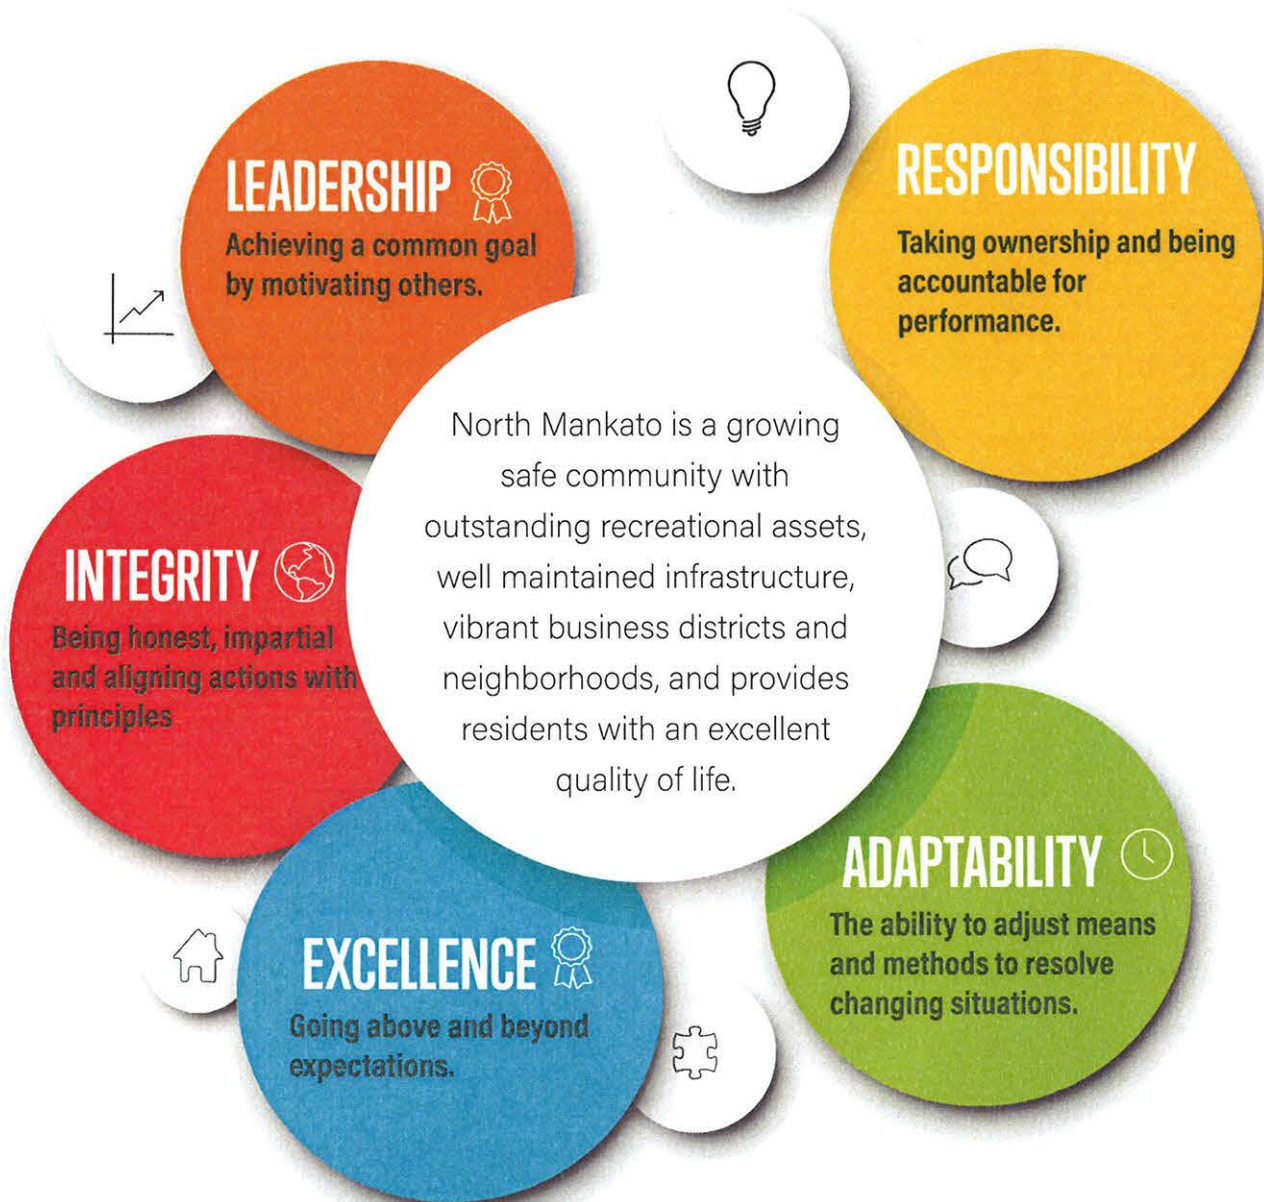 LEADERSHIP
Achieving a common goal
by motivating others.
RESPONSIBILITY
Taking ownership and being
accountable for
performance.
North Mankato is a growing
safe community with
outstanding recreational assets,
well maintained infrastructure,
vibrant business districts and
neighborhoods, and provides
residents with an excellent
quality of life.
INTEGRITY
Being honest, impartial
and aligning actions with
principles
ADAPTABILITY
The ability to adjust means
and methods to resolve
changing situations.
EXCELLENCE
Going above and beyond
expectations.